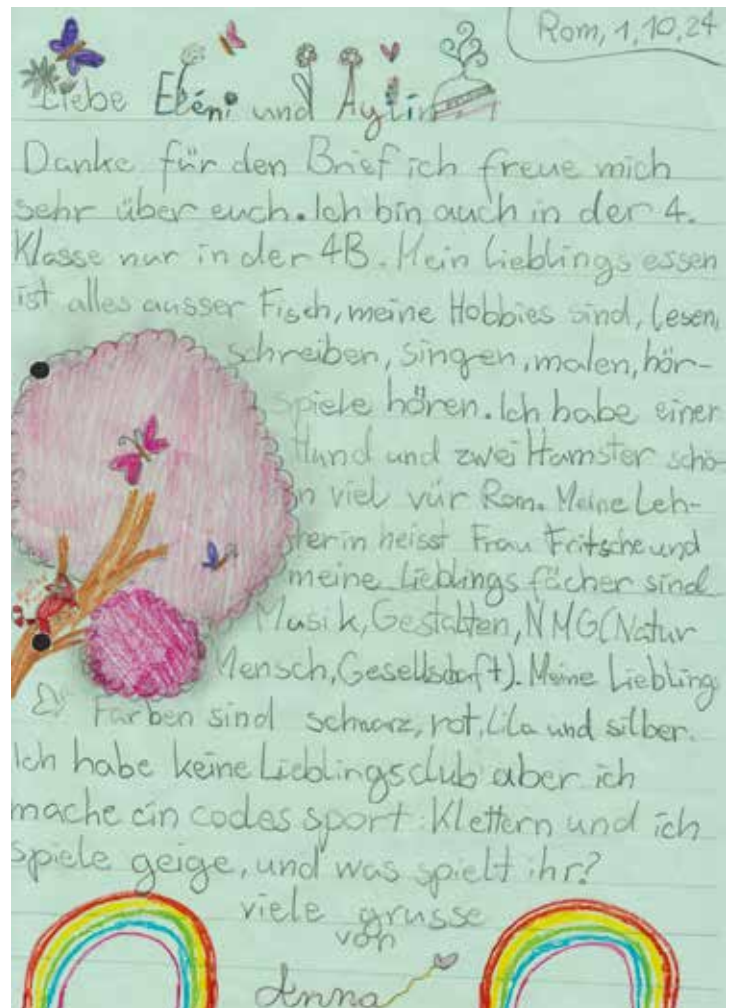 Rom, 1,10,24
Liebe Eléni und Aylin
Danke für den Brief ich freue mich
sehr über euch. Ich bin auch in der 4.
Klasse nur in der 4B. Mein Lieblings essen
ist alles ausser Fisch, meine Hobbies sind, lesen,
schreiben, singen, malen, hör-
spiele hören. Ich habe einer
Hund und zwei Hamster scho-
n viel vür Rom. Meine Leh-
rerin heisst Frau Fritsche und
meine Lieblings fächer sind
Musik, Gestalten, NMG (Natur
Mensch, Gesellschaft). Meine Liebling
Farben sind schwarz, rot, Lila und silber.
Ich habe keine Lieblingsclub aber ich
mache ein codes sport: Klettern und ich
spiele geige, und was spielt ihr?
viele grusse
von
Anna